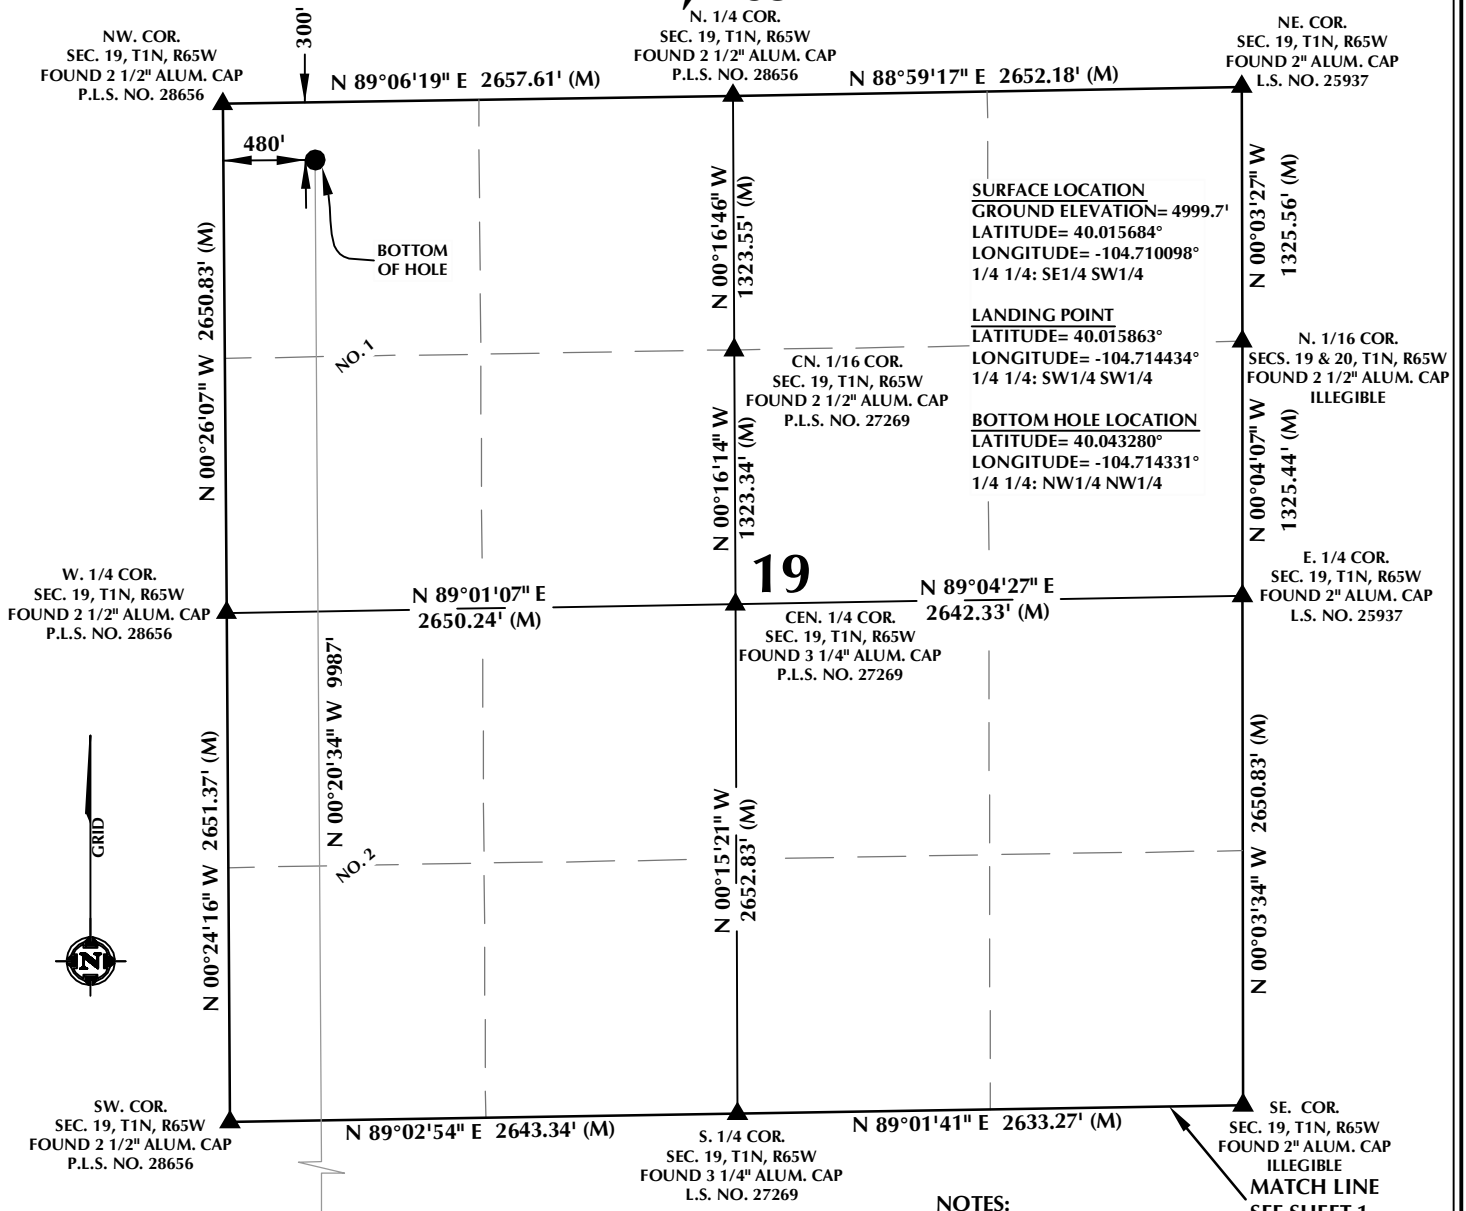 300'
NW. COR.
SEC. 19, T1N, R65W
FOUND 2 1/2" ALUM. CAP
P.L.S. NO. 28656
N. 1/4 COR.
SEC. 19, T1N, R65W
FOUND 2 1/2" ALUM. CAP
P.L.S. NO. 28656
NE. COR.
SEC. 19, T1N, R65W
FOUND 2" ALUM. CAP
L.S. NO. 25937
N 89°06'19" E 2657.61' (M)
N 88°59'17" E 2652.18' (M)
480'
BOTTOM
OF HOLE
N 00°26'07" W 2650.83' (M)
N 00°16'46" W
1323.55' (M)
SURFACE LOCATION
GROUND ELEVATION= 4999.7'
LATITUDE= 40.015684°
LONGITUDE= -104.710098°
1/4 1/4: SE1/4 SW1/4
LANDING POINT
LATITUDE= 40.015863°
LONGITUDE= -104.714434°
1/4 1/4: SW1/4 SW1/4
BOTTOM HOLE LOCATION
LATITUDE= 40.043280°
LONGITUDE= -104.714331°
1/4 1/4: NW1/4 NW1/4
N 00°03'27" W
1325.56' (M)
NO. 1
CN. 1/16 COR.
SEC. 19, T1N, R65W
FOUND 2 1/2" ALUM. CAP
P.L.S. NO. 27269
N. 1/16 COR.
SECS. 19 & 20, T1N, R65W
FOUND 2 1/2" ALUM. CAP
ILLEGIBLE
N 00°16'14" W
1323.34' (M)
N 00°04'07" W
1325.44' (M)
19
W. 1/4 COR.
SEC. 19, T1N, R65W
FOUND 2 1/2" ALUM. CAP
P.L.S. NO. 28656
N 89°01'07" E
2650.24' (M)
N 89°04'27" E
2642.33' (M)
E. 1/4 COR.
SEC. 19, T1N, R65W
FOUND 2" ALUM. CAP
L.S. NO. 25937
CEN. 1/4 COR.
SEC. 19, T1N, R65W
FOUND 3 1/4" ALUM. CAP
P.L.S. NO. 27269
N 00°20'34" W 9987'
N 00°24'16" W 2651.37' (M)
N 00°15'21" W
2652.83' (M)
N 00°03'34" W 2650.83' (M)
GRID
N
NO. 2
SW. COR.
SEC. 19, T1N, R65W
FOUND 2 1/2" ALUM. CAP
P.L.S. NO. 28656
N 89°02'54" E 2643.34' (M)
S. 1/4 COR.
SEC. 19, T1N, R65W
FOUND 3 1/4" ALUM. CAP
L.S. NO. 27269
N 89°01'41" E 2633.27' (M)
SE. COR.
SEC. 19, T1N, R65W
FOUND 2" ALUM. CAP
ILLEGIBLE
MATCH LINE
SEE SHEET 1
NOTES: